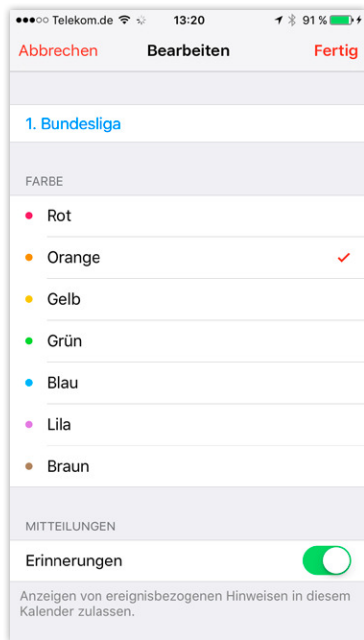 Telekom.de 13:20 91 %
Abbrechen Bearbeiten Fertig
1. Bundesliga
FARBE
Rot
Orange
Gelb
Grün
Blau
Lila
Braun
MITTEILUNGEN
Erinnerungen
Anzeigen von ereignisbezogenen Hinweisen in diesem
Kalender zulassen.